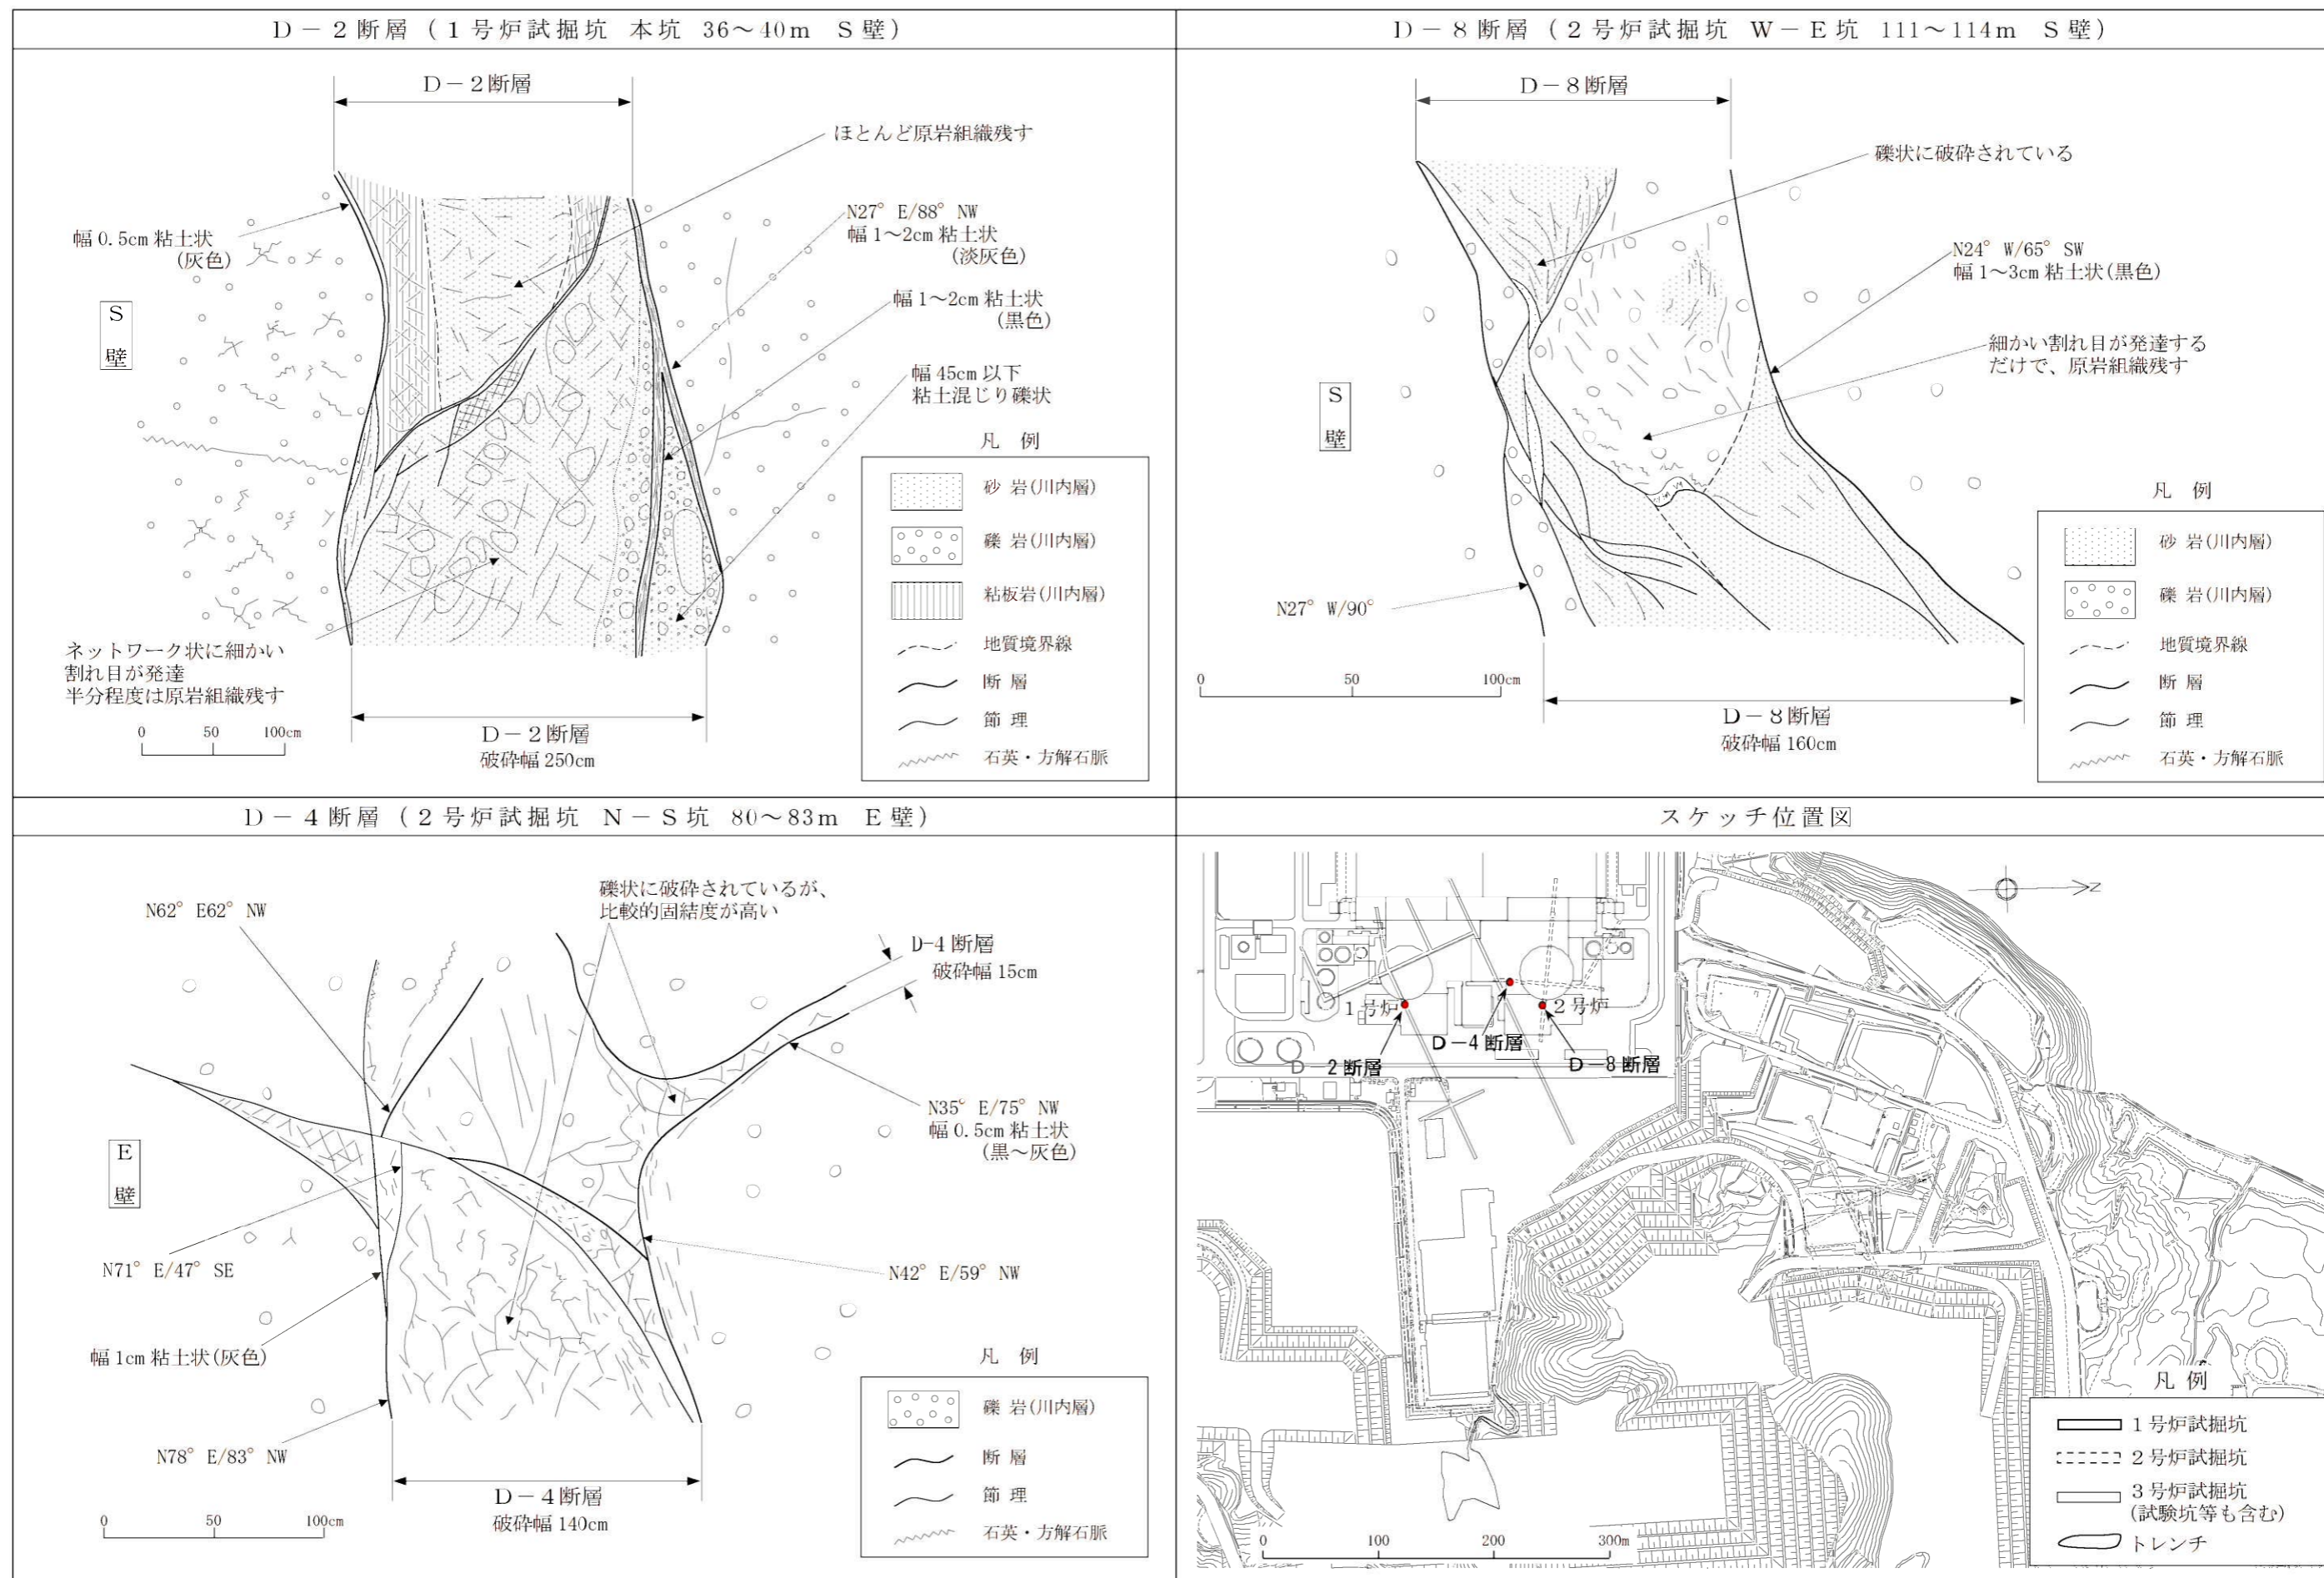 D－2断層（1号炉試掘坑 本坑 36～40m S壁）
D－2断層
ほとんど原岩組織残す
N27° E/88° NW
幅1～2cm粘土状
(淡灰色)
幅0.5cm粘土状
(灰色)
幅1～2cm粘土状
(黒色)
S
壁
幅45cm以下
粘土混じり礫状
凡 例
砂 岩(川内層)
礫 岩(川内層)
粘板岩(川内層)
地質境界線
断 層
節 理
石英・方解石脈
ネットワーク状に細かい
割れ目が発達
半分程度は原岩組織残す
0 50 100cm
D－2断層
破砕幅250cm
D－8断層（2号炉試掘坑 W－E坑 111～114m S壁）
D－8断層
礫状に破砕されている
N24° W/65° SW
幅1～3cm粘土状(黒色)
細かい割れ目が発達する
だけで、原岩組織残す
S
壁
N27° W/90°
凡 例
砂 岩(川内層)
礫 岩(川内層)
地質境界線
断 層
節 理
石英・方解石脈
0 50 100cm
D－8断層
破砕幅160cm
D－4断層（2号炉試掘坑 N－S坑 80～83m E壁）
N62° E62° NW
礫状に破砕されているが、
比較的固結度が高い
D-4断層
破砕幅15cm
N35° E/75° NW
幅0.5cm粘土状
(黒～灰色)
E
壁
N71° E/47° SE
N42° E/59° NW
幅1cm粘土状(灰色)
N78° E/83° NW
凡 例
礫 岩(川内層)
断 層
節 理
石英・方解石脈
0 50 100cm
D－4断層
破砕幅140cm
スケッチ位置図
N
1号炉
2号炉
D－4断層
D－2断層
D－8断層
凡 例
1号炉試掘坑
2号炉試掘坑
3号炉試掘坑
(試験坑等も含む)
トレンチ
0 100 200 300m